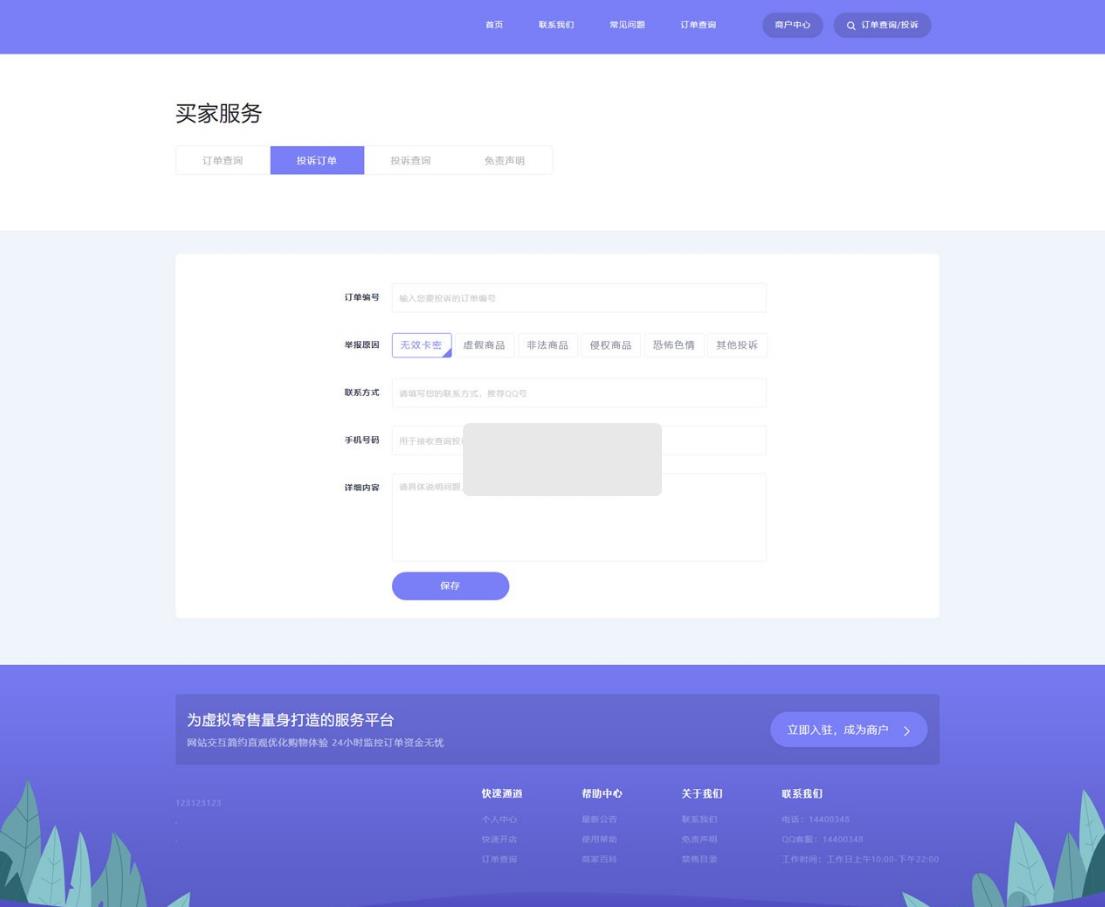 首页 联系我们 常见问题 订单查询 商户中心 订单查询/投诉
买家服务
订单查询 投诉订单 投诉查询 免责声明
订单编号 输入您要投诉的订单编号
举报原因 无效卡密 虚假商品 非法商品 侵权商品 恐怖色情 其他投诉
联系方式 请填写您的联系方式，推荐QQ号
手机号码 用于接收查询投
详细内容 请具体说明问题
保存
为虚拟寄售量身打造的服务平台
网站交互简约直观优化购物体验 24小时监控订单资金无忧
立即入驻，成为商户
123123123
快速通道 帮助中心 关于我们 联系我们
个人中心 最新公告 联系我们 电话：14400348
快速开店 使用帮助 免责声明 QQ客服：14400348
订单查询 商家百科 禁售目录 工作时间：工作日上午10:00-下午22:00